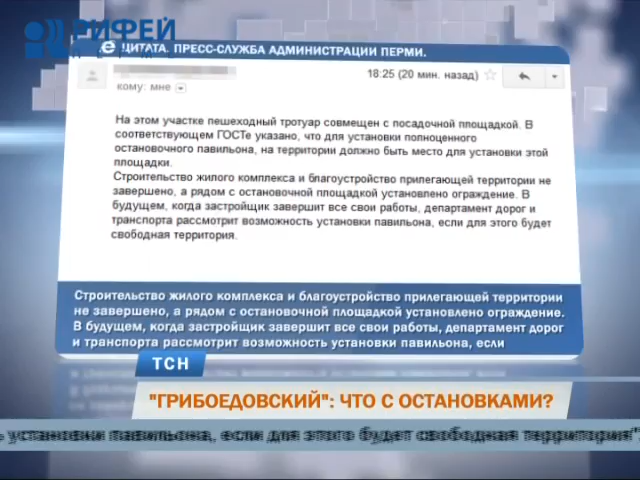 РИФЕЙ
ПЕРМЬ
ЦИТАТА. ПРЕСС-СЛУЖБА АДМИНИСТРАЦИИ ПЕРМИ.
18:25 (20 мин. назад)
кому: мне
На этом участке пешеходный тротуар совмещен с посадочной площадкой. В
соответствующем ГОСТе указано, что для установки полноценного
остановочного павильона, на территории должно быть место для установки этой
площадки.
Строительство жилого комплекса и благоустройство прилегающей территории не
завершено, а рядом с остановочной площадкой установлено ограждение. В
будущем, когда застройщик завершит все свои работы, департамент дорог и
транспорта рассмотрит возможность установки павильона, если для этого будет
свободная территория.
Строительство жилого комплекса и благоустройство прилегающей территории
не завершено, а рядом с остановочной площадкой установлено ограждение.
В будущем, когда застройщик завершит все свои работы, департамент дорог
и транспорта рассмотрит возможность установки павильона, если
ТСН
"ГРИБОЕДОВСКИЙ": ЧТО С ОСТАНОВКАМИ?
ь установки павильона, если для этого будет свободная территория".